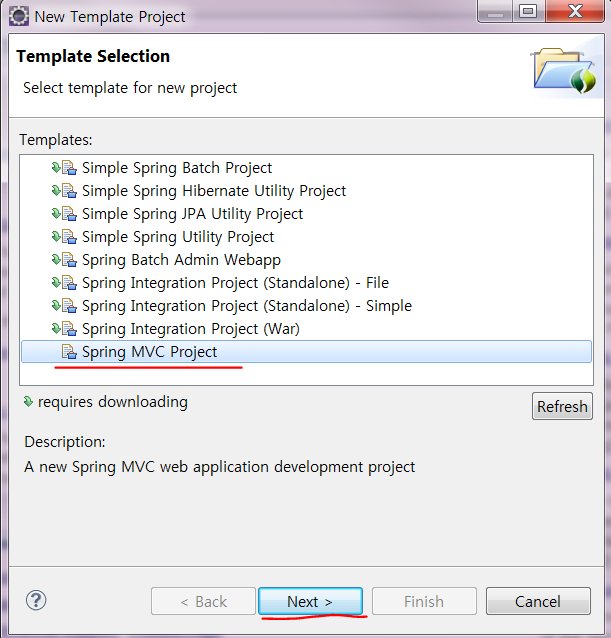 New Template Project
Template Selection
Select template for new project
Templates:
Simple Spring Batch Project
Simple Spring Hibernate Utility Project
Simple Spring JPA Utility Project
Simple Spring Utility Project
Spring Batch Admin Webapp
Spring Integration Project (Standalone) - File
Spring Integration Project (Standalone) - Simple
Spring Integration Project (War)
Spring MVC Project
requires downloading
Refresh
Description:
A new Spring MVC web application development project
? < Back Next > Finish Cancel